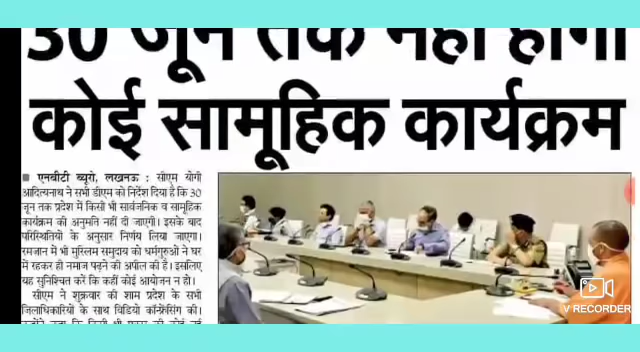 30 जून तक नहीं होगा
कोई सामूहिक कार्यक्रम
■ एनबीटी ब्यूरो, लखनऊ : सीएम योगी
आदित्यनाथ ने सभी डीएम को निर्देश दिया है कि 30
जून तक प्रदेश में किसी भी सार्वजनिक व सामूहिक
कार्यक्रम की अनुमति नहीं दी जाएगी। इसके बाद
परिस्थितियों के अनुसार निर्णय लिया जाएगा।
रमजान में भी मुस्लिम समुदाय को धर्मगुरुओं ने घर
में रहकर ही नमाज पढ़ने की अपील की है। इसलिए
यह सुनिश्चित करें कि कहीं कोई आयोजन न हो।
सीएम ने शुक्रवार की शाम प्रदेश के सभी
जिलाधिकारियों के साथ विडियो कॉन्फ्रेंसिंग की।
V RECORDER